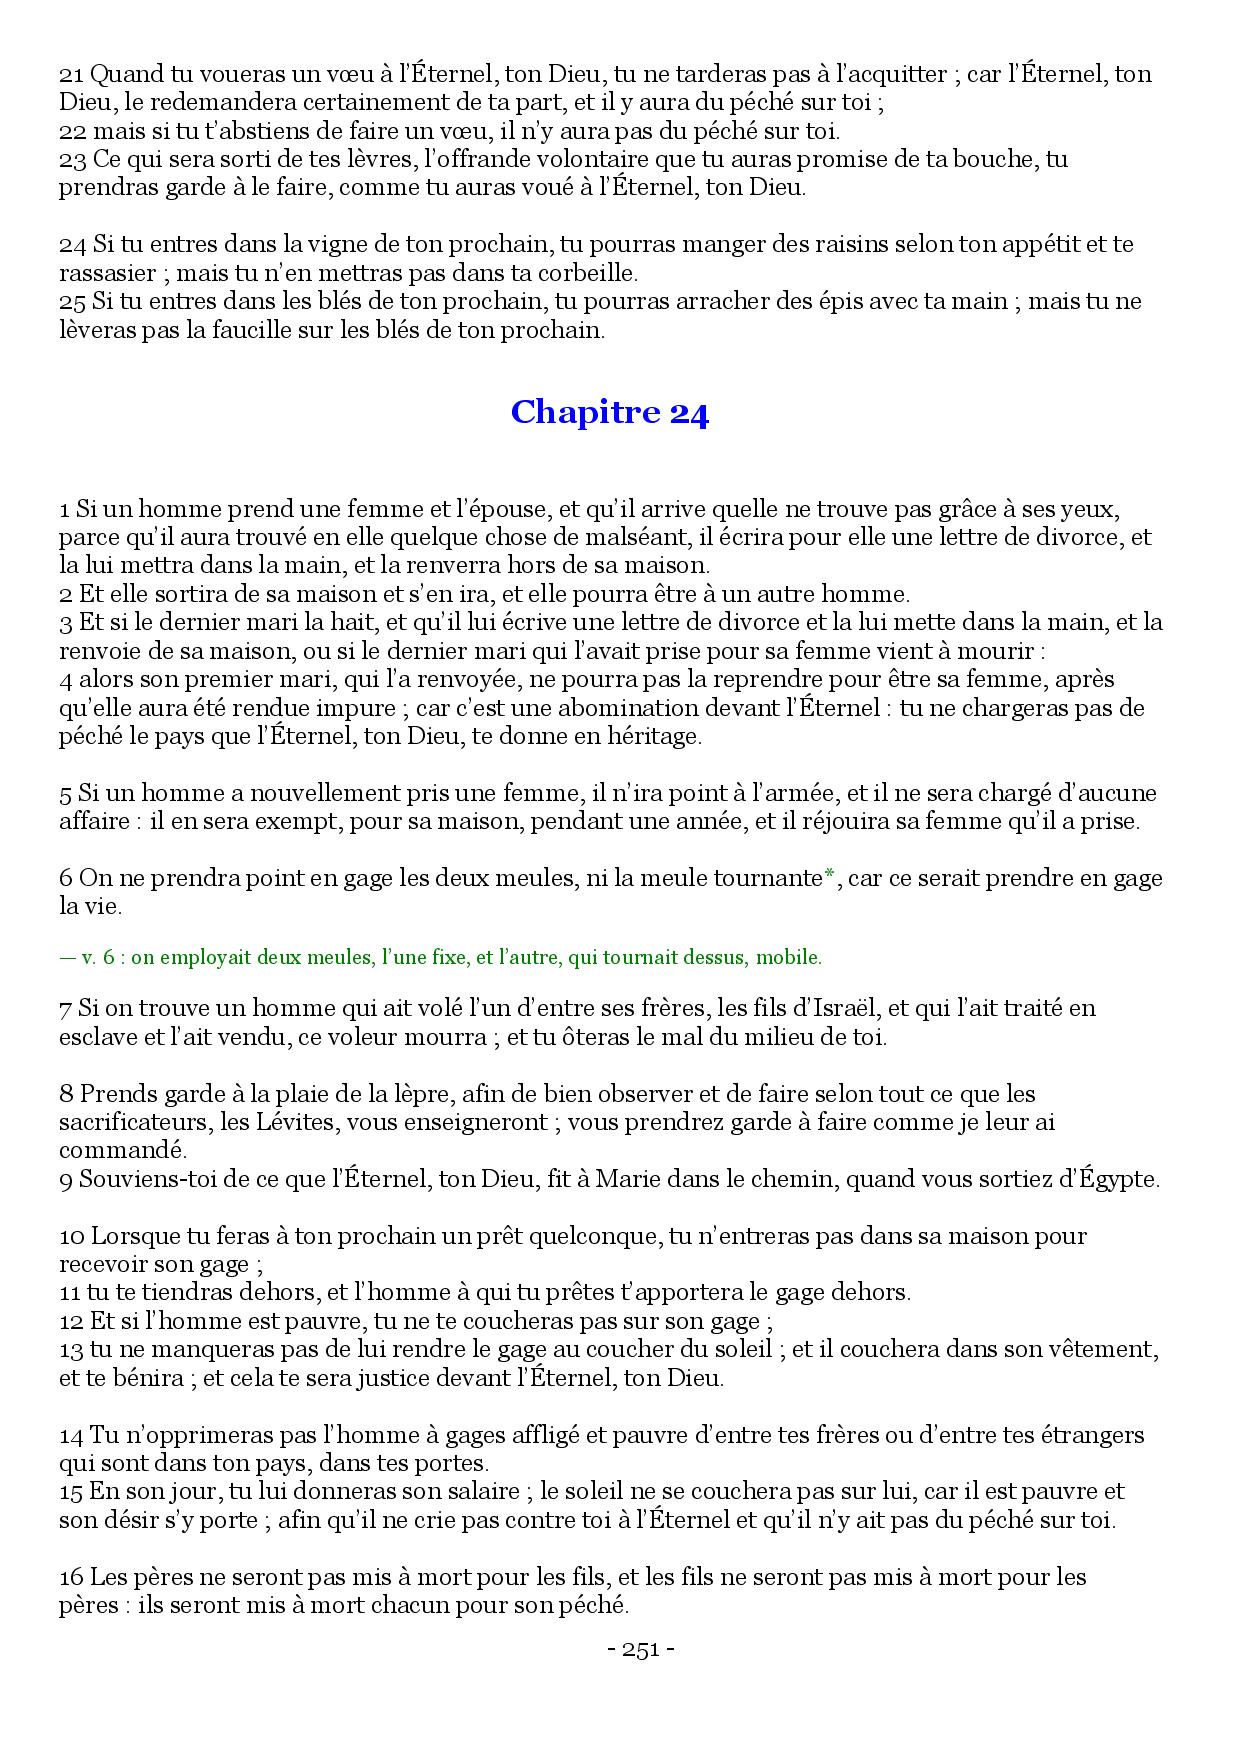 21 Quand tu voueras un vœu à l’Éternel, ton Dieu, tu ne tarderas pas à l’acquitter ; car l’Éternel, ton
Dieu, le redemandera certainement de ta part, et il y aura du péché sur toi ;
22 mais si tu t’abstiens de faire un vœu, il n’y aura pas du péché sur toi.
23 Ce qui sera sorti de tes lèvres, l’offrande volontaire que tu auras promise de ta bouche, tu
prendras garde à le faire, comme tu auras voué à l’Éternel, ton Dieu.
24 Si tu entres dans la vigne de ton prochain, tu pourras manger des raisins selon ton appétit et te
rassasier ; mais tu n’en mettras pas dans ta corbeille.
25 Si tu entres dans les blés de ton prochain, tu pourras arracher des épis avec ta main ; mais tu ne
lèveras pas la faucille sur les blés de ton prochain.
Chapitre 24
1 Si un homme prend une femme et l’épouse, et qu’il arrive quelle ne trouve pas grâce à ses yeux,
parce qu’il aura trouvé en elle quelque chose de malséant, il écrira pour elle une lettre de divorce, et
la lui mettra dans la main, et la renverra hors de sa maison.
2 Et elle sortira de sa maison et s’en ira, et elle pourra être à un autre homme.
3 Et si le dernier mari la hait, et qu’il lui écrive une lettre de divorce et la lui mette dans la main, et la
renvoie de sa maison, ou si le dernier mari qui l’avait prise pour sa femme vient à mourir :
4 alors son premier mari, qui l’a renvoyée, ne pourra pas la reprendre pour être sa femme, après
qu’elle aura été rendue impure ; car c’est une abomination devant l’Éternel : tu ne chargeras pas de
péché le pays que l’Éternel, ton Dieu, te donne en héritage.
5 Si un homme a nouvellement pris une femme, il n’ira point à l’armée, et il ne sera chargé d’aucune
affaire : il en sera exempt, pour sa maison, pendant une année, et il réjouira sa femme qu’il a prise.
6 On ne prendra point en gage les deux meules, ni la meule tournante*, car ce serait prendre en gage
la vie.
— v. 6 : on employait deux meules, l’une fixe, et l’autre, qui tournait dessus, mobile.
7 Si on trouve un homme qui ait volé l’un d’entre ses frères, les fils d’Israël, et qui l’ait traité en
esclave et l’ait vendu, ce voleur mourra ; et tu ôteras le mal du milieu de toi.
8 Prends garde à la plaie de la lèpre, afin de bien observer et de faire selon tout ce que les
sacrificateurs, les Lévites, vous enseigneront ; vous prendrez garde à faire comme je leur ai
commandé.
9 Souviens-toi de ce que l’Éternel, ton Dieu, fit à Marie dans le chemin, quand vous sortiez d’Égypte.
10 Lorsque tu feras à ton prochain un prêt quelconque, tu n’entreras pas dans sa maison pour
recevoir son gage ;
11 tu te tiendras dehors, et l’homme à qui tu prêtes t’apportera le gage dehors.
12 Et si l’homme est pauvre, tu ne te coucheras pas sur son gage ;
13 tu ne manqueras pas de lui rendre le gage au coucher du soleil ; et il couchera dans son vêtement,
et te bénira ; et cela te sera justice devant l’Éternel, ton Dieu.
14 Tu n’opprimeras pas l’homme à gages affligé et pauvre d’entre tes frères ou d’entre tes étrangers
qui sont dans ton pays, dans tes portes.
15 En son jour, tu lui donneras son salaire ; le soleil ne se couchera pas sur lui, car il est pauvre et
son désir s’y porte ; afin qu’il ne crie pas contre toi à l’Éternel et qu’il n’y ait pas du péché sur toi.
16 Les pères ne seront pas mis à mort pour les fils, et les fils ne seront pas mis à mort pour les
pères : ils seront mis à mort chacun pour son péché.
- 251 -